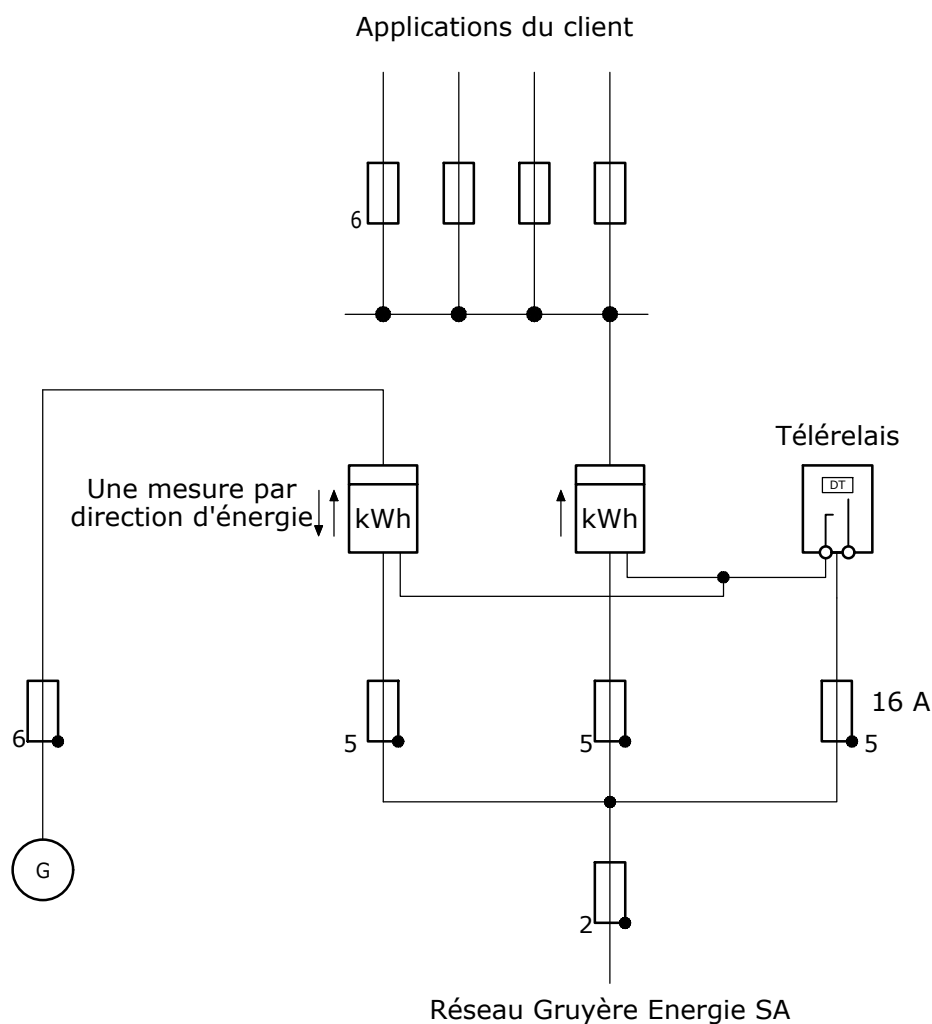 Applications du client
6
Télérelais
DT
Une mesure par
direction d'énergie
kWh
kWh
16 A
6
5
5
5
G
2
Réseau Gruyère Energie SA